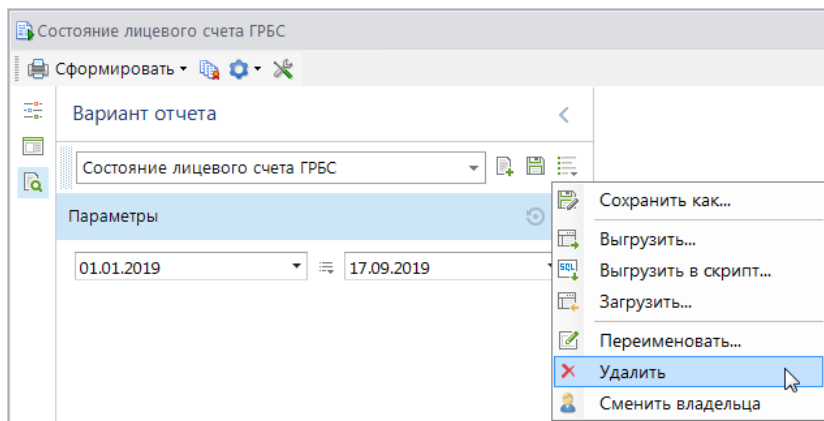 Состояние лицевого счета ГРБС
Сформировать
Вариант отчета
Состояние лицевого счета ГРБС
Параметры
01.01.2019 17.09.2019
Сохранить как...
Выгрузить...
SQL Выгрузить в скрипт...
Загрузить...
Переименовать...
Удалить
Сменить владельца